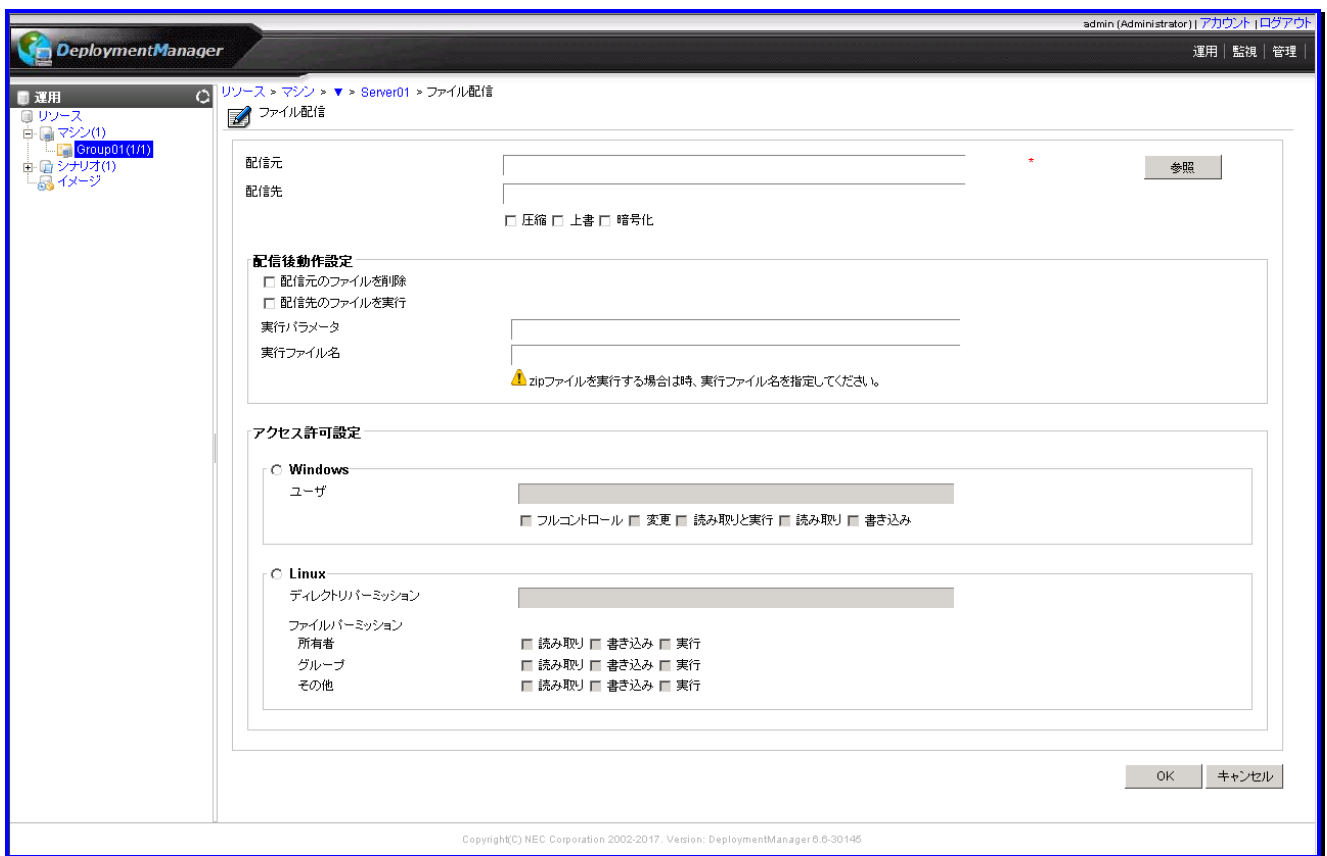 admin (Administrator) | アカウント | ログアウト
DeploymentManager
運用 | 監視 | 管理
運用
リソース
マシン(1)
Group01(1/1)
シナリオ(1)
イメージ
リソース > マシン > ▼ > Server01 > ファイル配信
ファイル配信
配信元 * 参照
配信先
圧縮 上書 暗号化
配信後動作設定
配信元のファイルを削除
配信先のファイルを実行
実行パラメータ
実行ファイル名
zipファイルを実行する場合は時、実行ファイル名を指定してください。
アクセス許可設定
Windows
ユーザ
フルコントロール 変更 読み取りと実行 読み取り 書き込み
Linux
ディレクトリパーミッション
ファイルパーミッション
所有者 読み取り 書き込み 実行
グループ 読み取り 書き込み 実行
その他 読み取り 書き込み 実行
OK キャンセル
Copyright(C) NEC Corporation 2002-2017. Version: DeploymentManager 6.6-30145